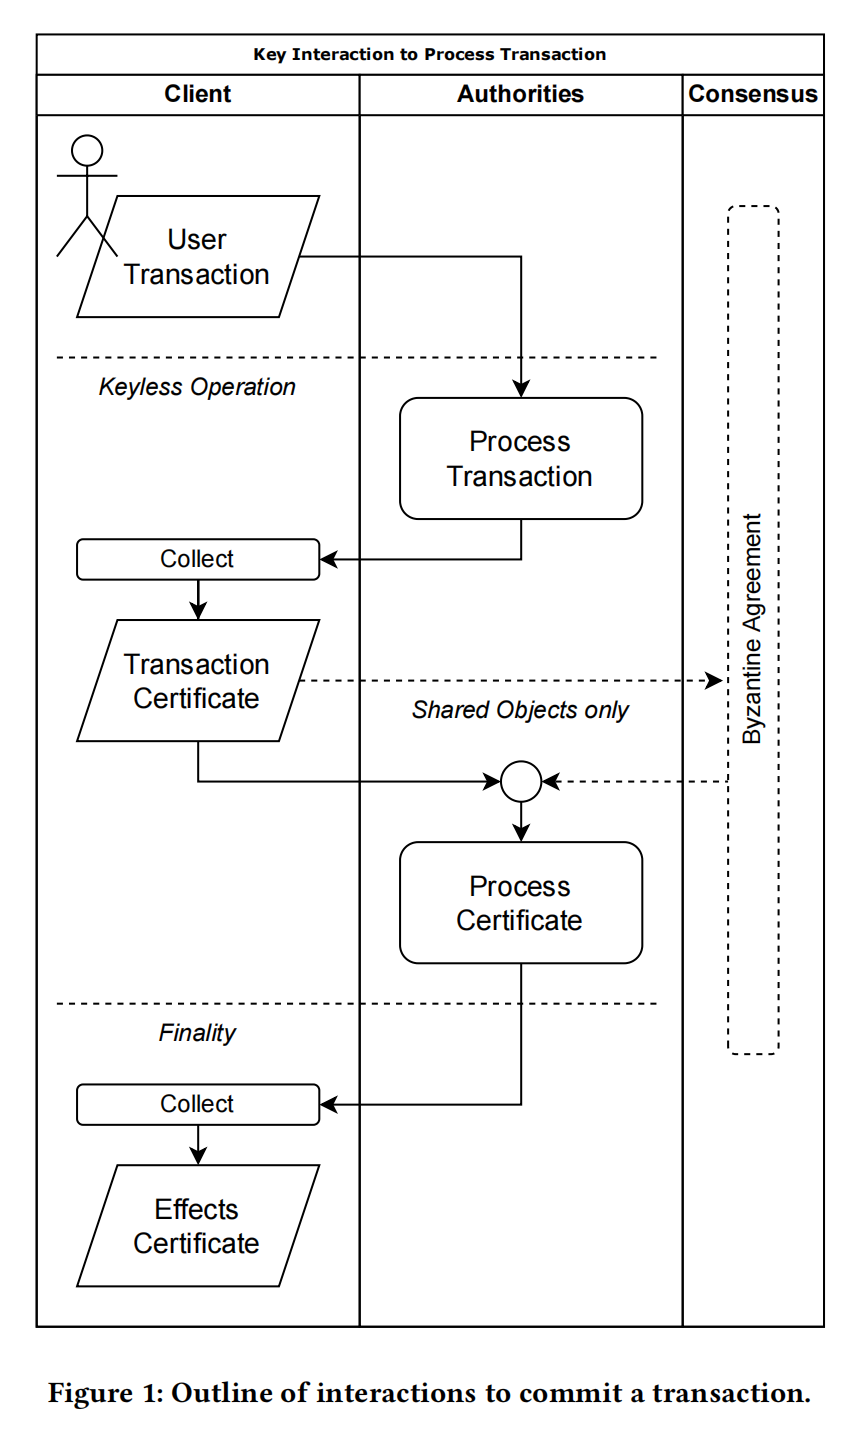 Key Interaction to Process Transaction
Client
Authorities
Consensus
User
Transaction
Keyless Operation
Process
Transaction
Collect
Transaction
Certificate
Shared Objects only
Byzantine Agreement
Process
Certificate
Finality
Collect
Effects
Certificate
Figure 1: Outline of interactions to commit a transaction.